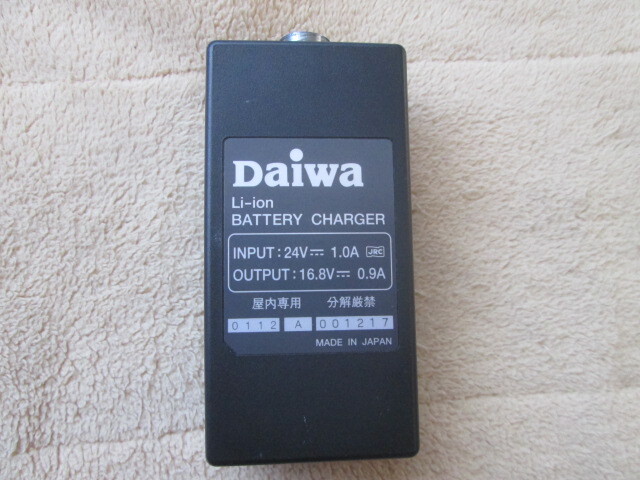 Daiwa
Li-ion
BATTERY CHARGER
INPUT : 24V⎓ 1.0A JRC
OUTPUT : 16.8V⎓ 0.9A
屋内専用 分解厳禁
0112 A 001217
MADE IN JAPAN